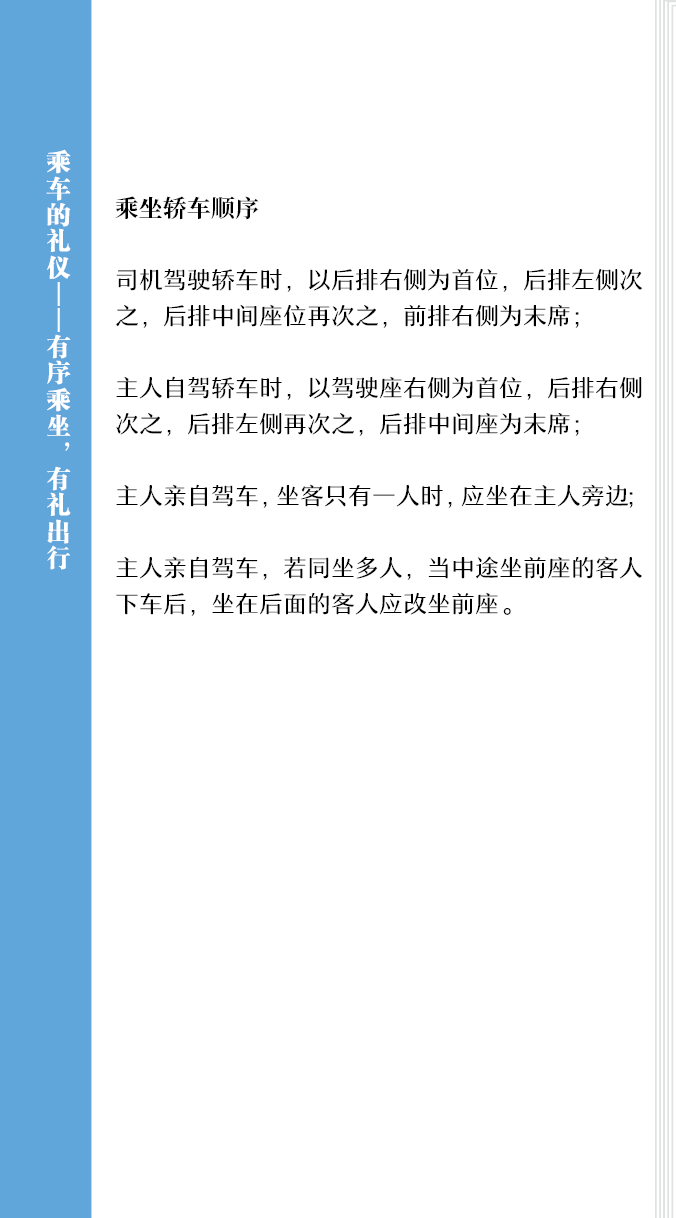 乘车的礼仪——有序乘坐，有礼出行
乘坐轿车顺序
司机驾驶轿车时，以后排右侧为首位，后排左侧次
之，后排中间座位再次之，前排右侧为末席；
主人自驾轿车时，以驾驶座右侧为首位，后排右侧
次之，后排左侧再次之，后排中间座为末席；
主人亲自驾车，坐客只有一人时，应坐在主人旁边；
主人亲自驾车，若同坐多人，当中途坐前座的客人
下车后，坐在后面的客人应改坐前座。